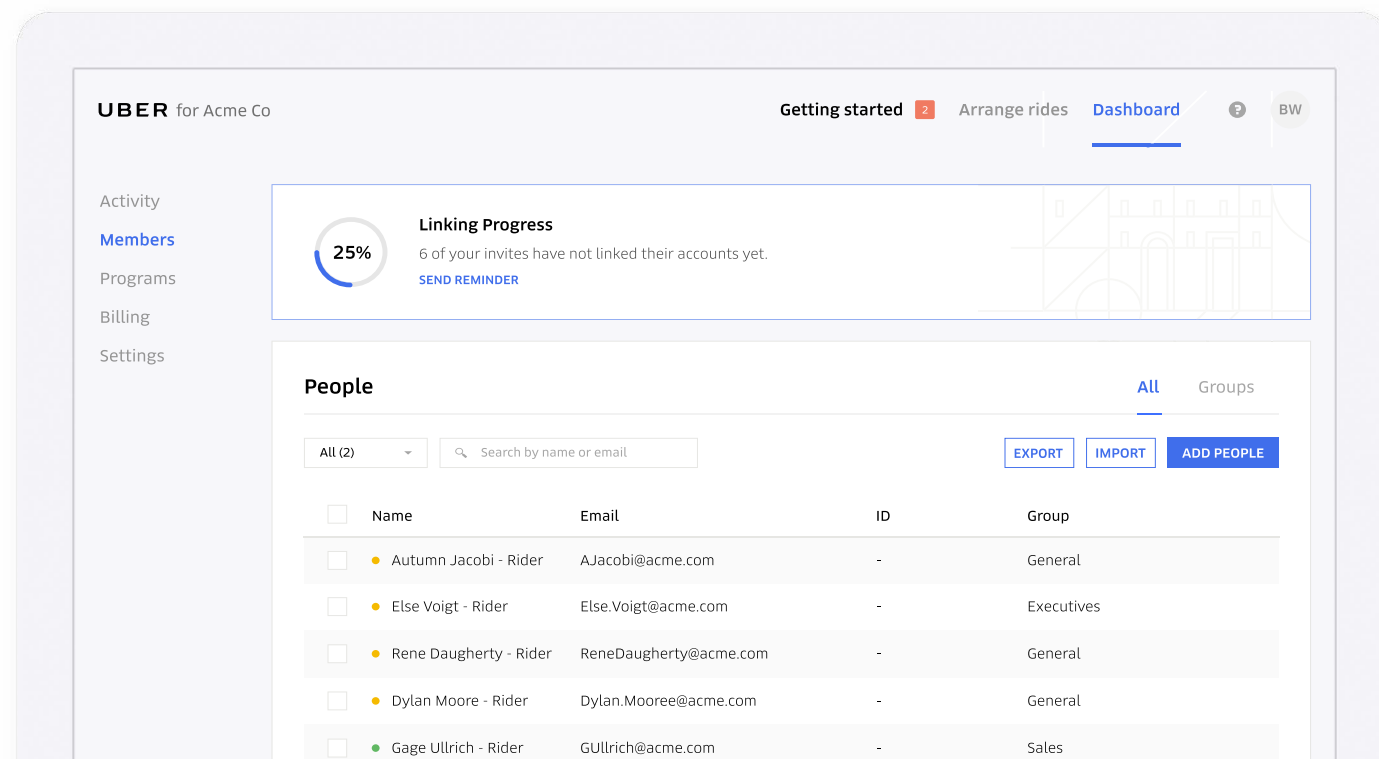 UBER for Acme Co
Getting started 2 Arrange rides Dashboard ? BW
Activity
Members
Programs
Billing
Settings
25%
Linking Progress
6 of your invites have not linked their accounts yet.
SEND REMINDER
People
All Groups
All (2) Search by name or email EXPORT IMPORT ADD PEOPLE
Name Email ID Group
Autumn Jacobi - Rider AJacobi@acme.com - General
Else Voigt - Rider Else.Voigt@acme.com - Executives
Rene Daugherty - Rider ReneDaugherty@acme.com - General
Dylan Moore - Rider Dylan.Mooree@acme.com - General
Gage Ullrich - Rider GUllrich@acme.com - Sales